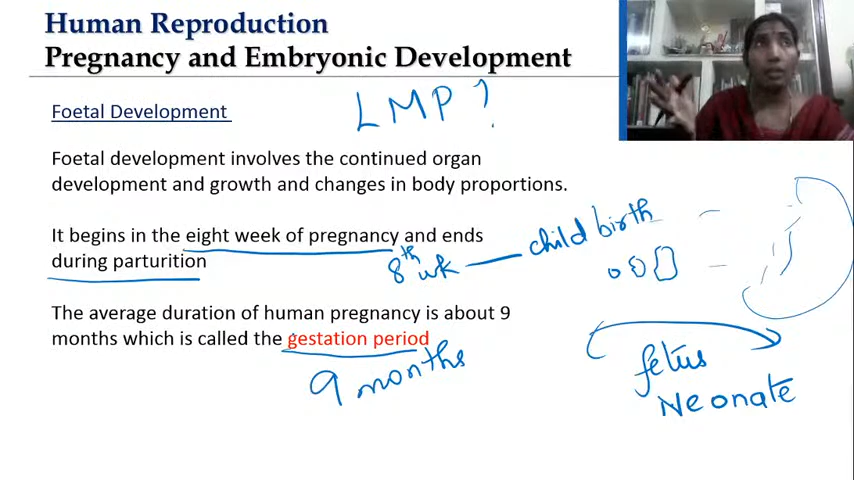 Human Reproduction
Pregnancy and Embryonic Development
Foetal Development
LMP?
Foetal development involves the continued organ
development and growth and changes in body proportions.
It begins in the eight week of pregnancy and ends
during parturition
8th wk — child birth
The average duration of human pregnancy is about 9
months which is called the gestation period
9 months
fetus
Neonate